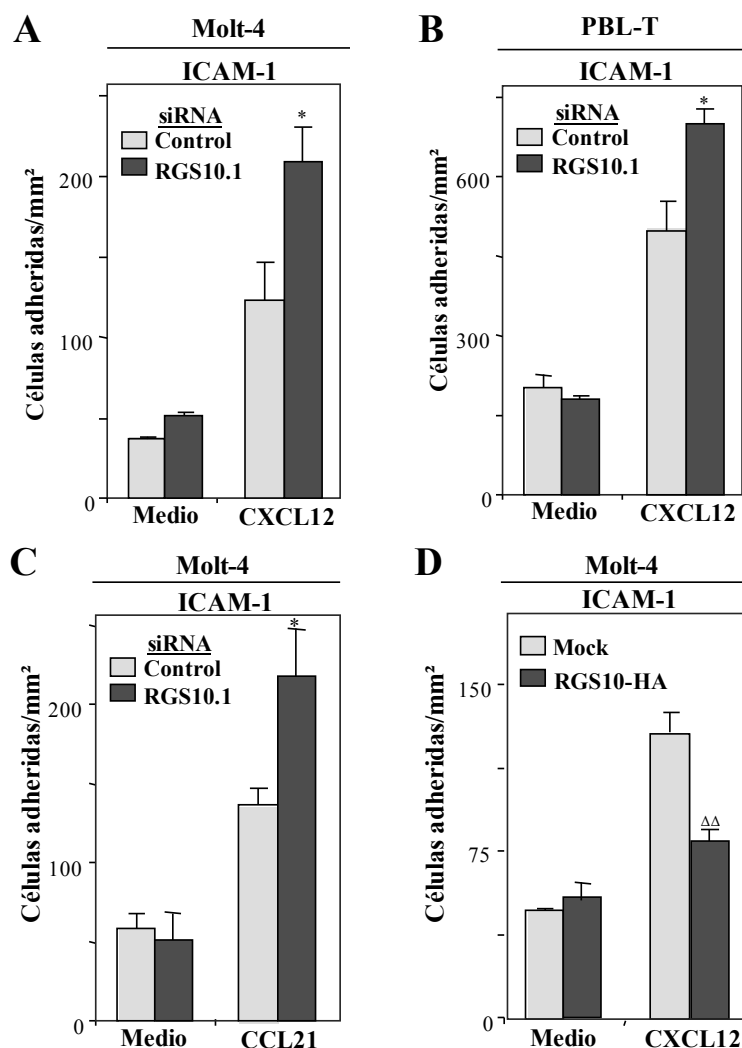 A
Molt-4
ICAM-1
siRNA
Control
RGS10.1
*
Células adheridas/mm²
200
100
0
Medio
CXCL12
B
PBL-T
ICAM-1
siRNA
Control
RGS10.1
*
Células adheridas/mm²
600
300
0
Medio
CXCL12
C
Molt-4
ICAM-1
siRNA
Control
RGS10.1
*
Células adheridas/mm²
200
100
0
Medio
CCL21
D
Molt-4
ICAM-1
Mock
RGS10-HA
ΔΔ
Células adheridas/mm²
150
75
0
Medio
CXCL12